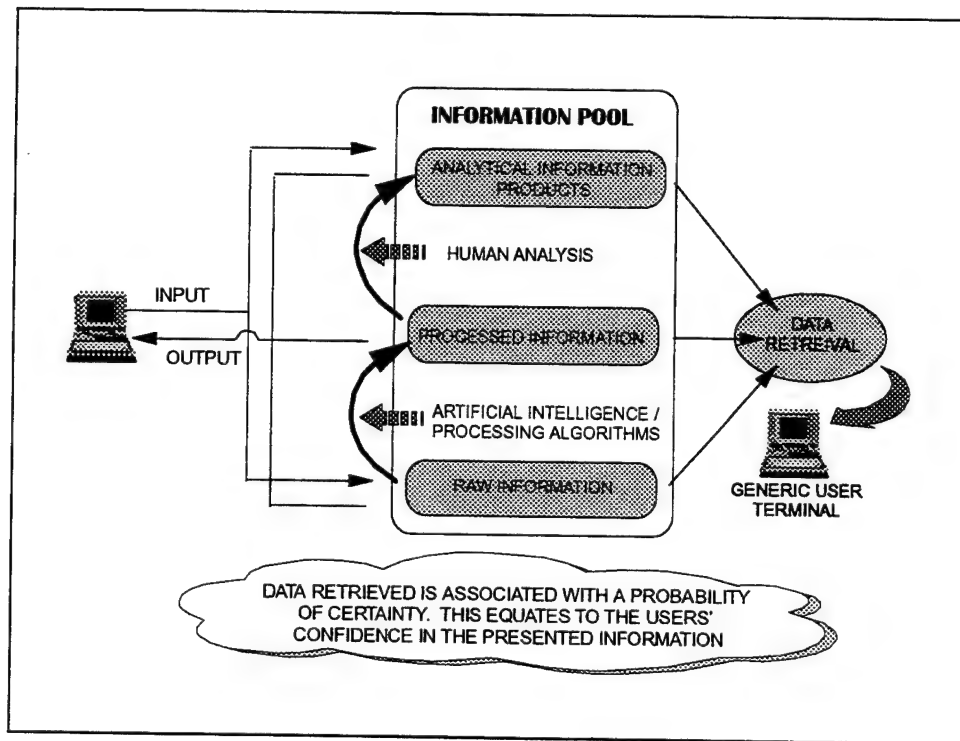 INFORMATION POOL
ANALYTICAL INFORMATION
PRODUCTS
HUMAN ANALYSIS
INPUT
OUTPUT
PROCESSED INFORMATION
DATA
RETREIVAL
ARTIFICIAL INTELLIGENCE /
PROCESSING ALGORITHMS
RAW INFORMATION
GENERIC USER
TERMINAL
DATA RETRIEVED IS ASSOCIATED WITH A PROBABILITY
OF CERTAINTY. THIS EQUATES TO THE USERS'
CONFIDENCE IN THE PRESENTED INFORMATION